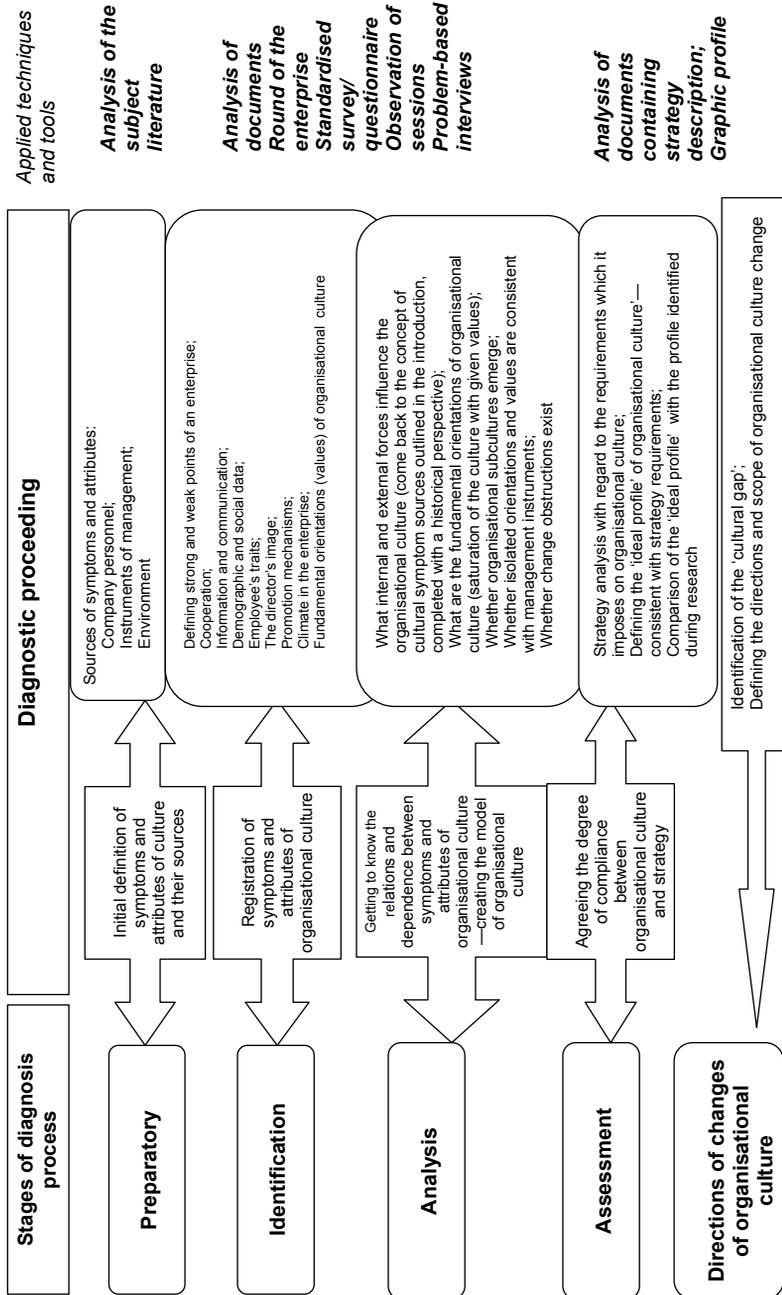 Stages of diagnosis
process
Diagnostic proceeding
Applied techniques
and tools
Preparatory
Initial definition of
symptoms and
attributes of culture
and their sources
Sources of symptoms and attributes:
Company personnel;
Instruments of management;
Environment
Analysis of the
subject
literature
Identification
Registration of
symptoms and
attributes of
organisational culture
Defining strong and weak points of an enterprise;
Cooperation;
Information and communication;
Demographic and social data;
Employee's traits;
The director's image;
Promotion mechanisms;
Climate in the enterprise;
Fundamental orientations (values) of organisational culture
Analysis of
documents
Round of the
enterprise
Standardised
survey/
questionnaire
Observation of
sessions
Problem-based
interviews
Analysis
Getting to know the
relations and
dependence between
symptoms and
attributes of
organisational culture
—creating the model
of organisational
culture
What internal and external forces influence the
organisational culture (come back to the concept of
cultural symptom sources outlined in the introduction,
completed with a historical perspective);
What are the fundamental orientations of organisational
culture (saturation of the culture with given values);
Whether organisational subcultures emerge;
Whether isolated orientations and values are consistent
with management instruments;
Whether change obstructions exist
Assessment
Agreeing the degree
of compliance
between
organisational culture
and strategy
Strategy analysis with regard to the requirements which it
imposes on organisational culture;
Defining the 'ideal profile' of organisational culture'—
consistent with strategy requirements;
Comparison of the 'ideal profile' with the profile identified
during research
Analysis of
documents
containing
strategy
description;
Graphic profile
Directions of changes
of organisational
culture
Identification of the 'cultural gap';
Defining the directions and scope of organisational culture change